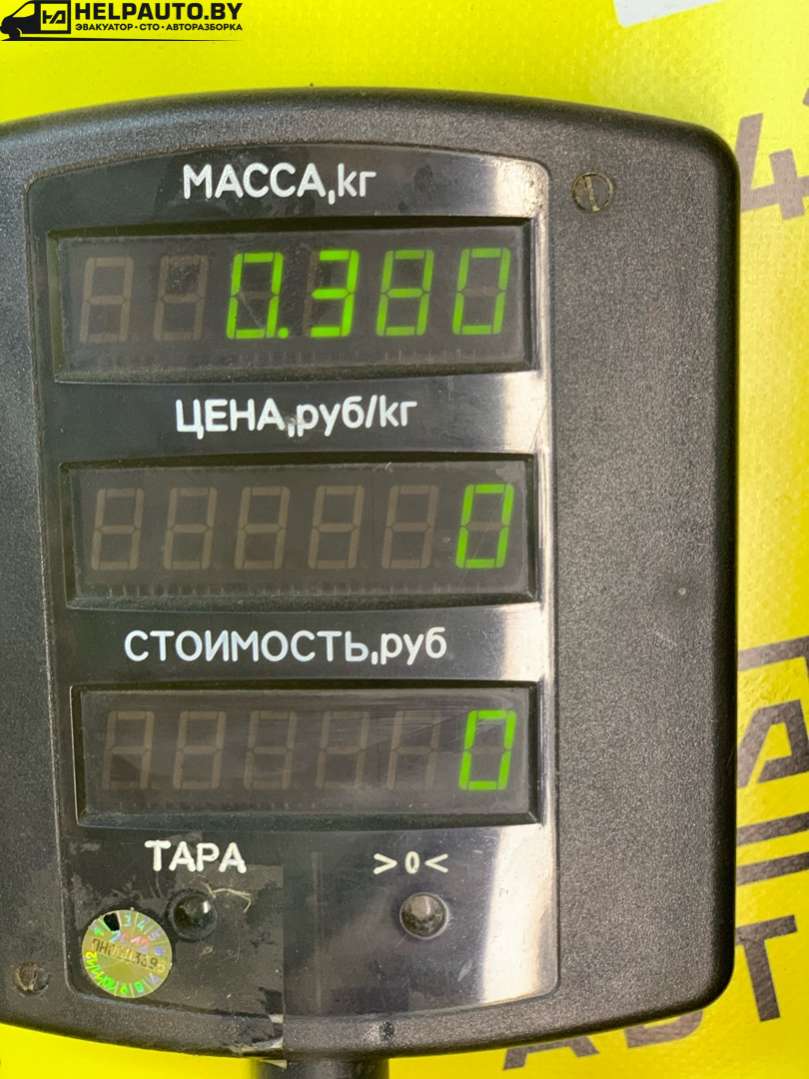 HELPAUTO.BY
ЭВАКУАТОР · СТО · АВТОРАЗБОРКА
МАССА,кг
0.380
ЦЕНА,руб/кг
0
СТОИМОСТЬ,руб
0
ТАРА >0<